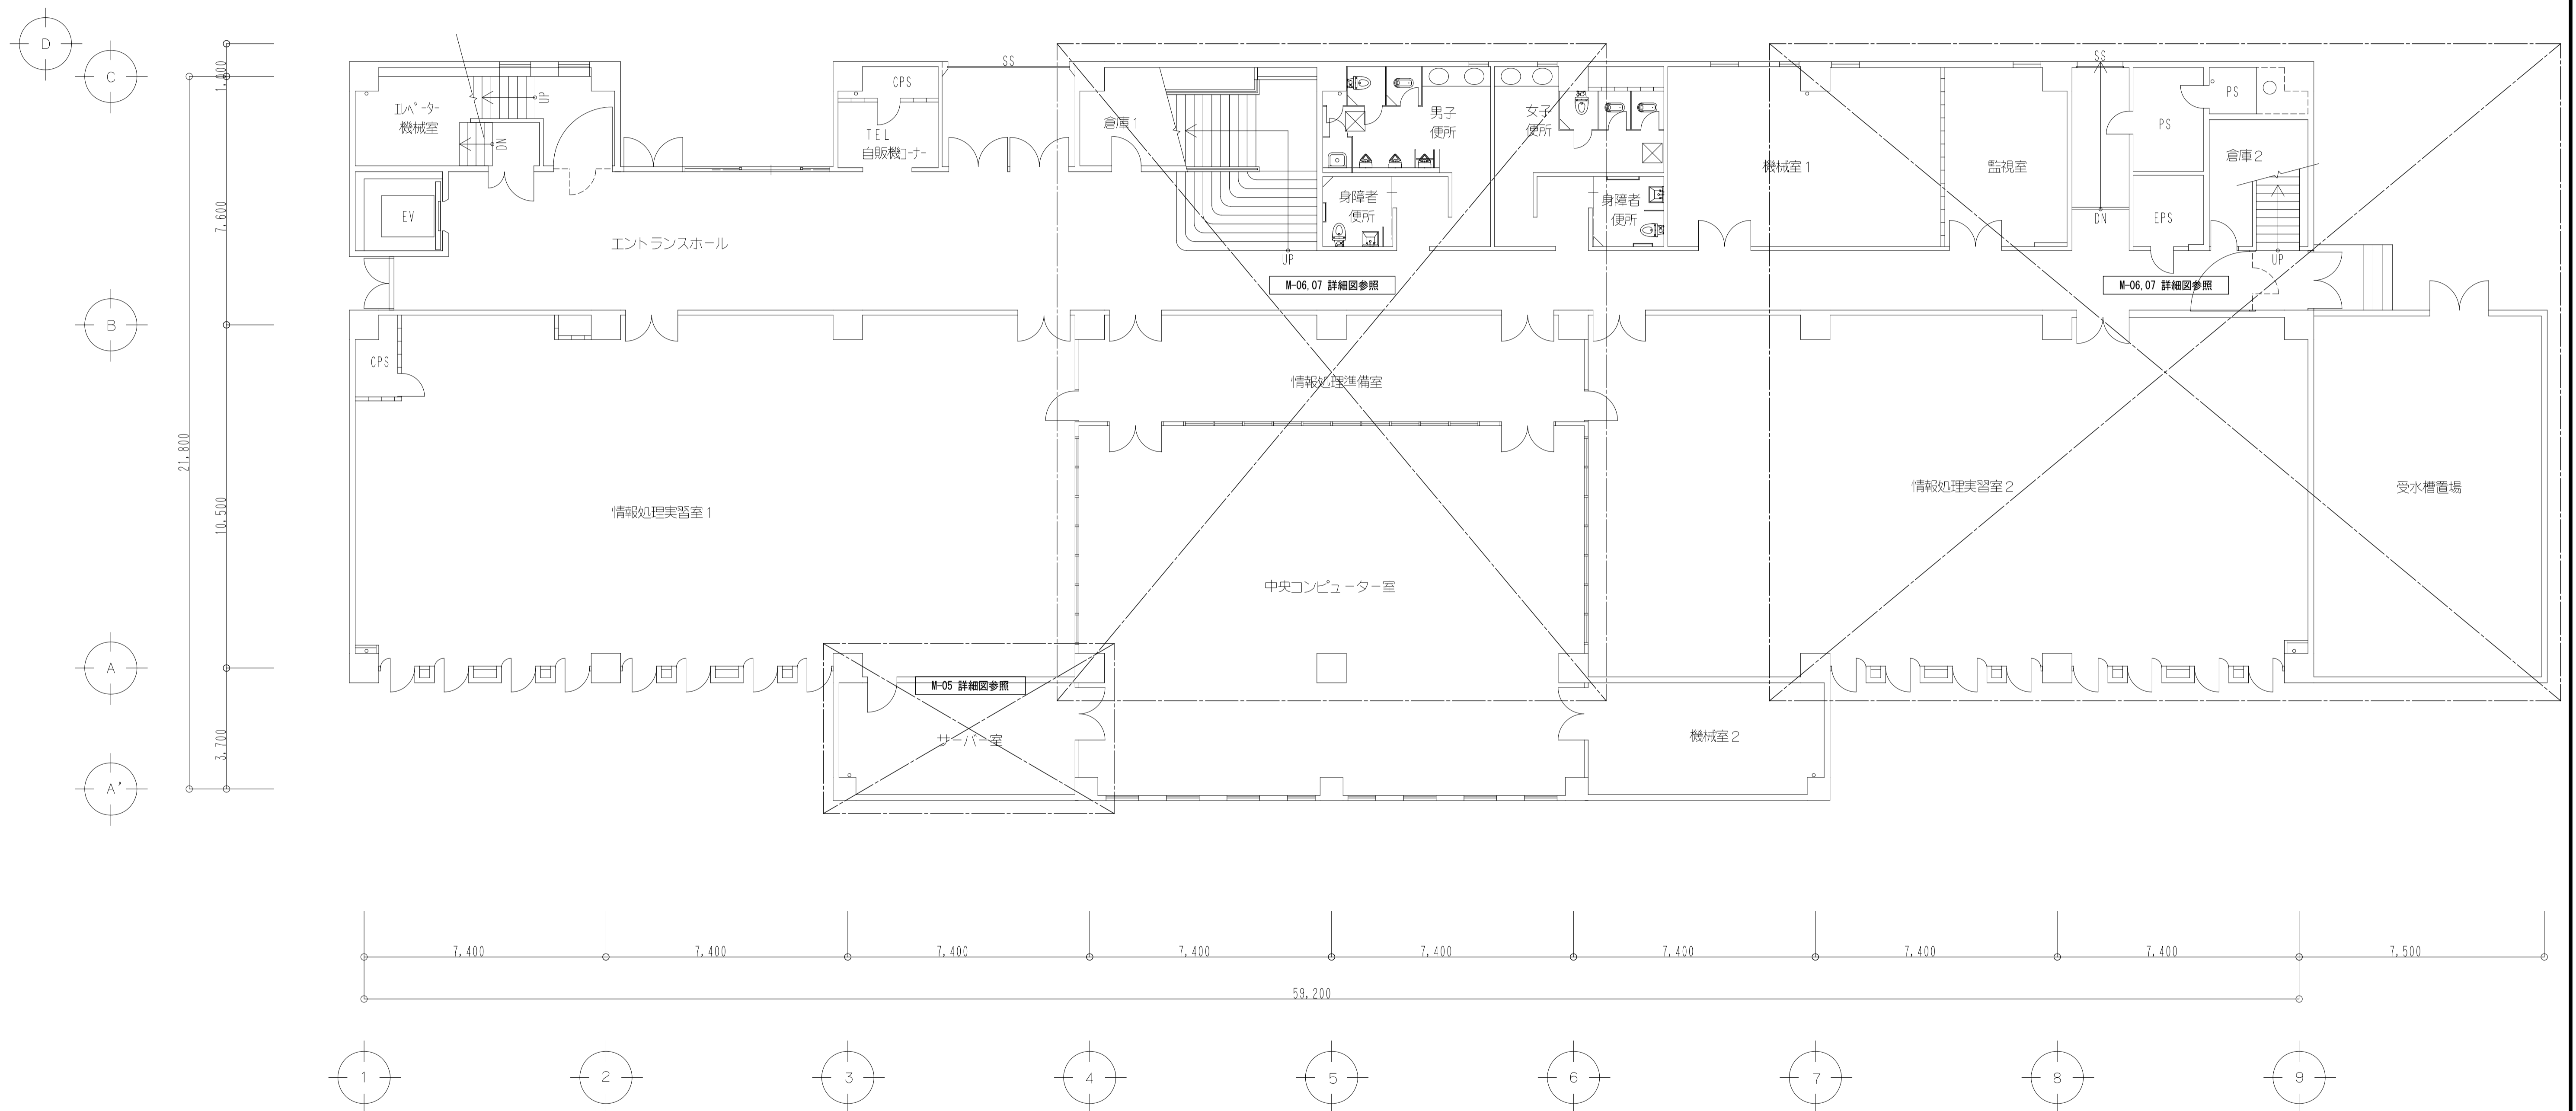 D
C
1,000
SS
SS
CPS
エレベーター
機械室
UP
DN
TEL
自販機コーナー
倉庫1
男子
便所
女子
便所
機械室1
監視室
PS
PS
倉庫2
EV
7,600
エントランスホール
身障者
便所
身障者
便所
DN
EPS
UP
UP
M-06,07 詳細図参照
M-06,07 詳細図参照
B
CPS
情報処理準備室
21,800
10,500
情報処理実習室1
情報処理実習室2
受水槽置場
中央コンピューター室
A
M-05 詳細図参照
3,700
サーバー室
機械室2
A'
7,400
7,400
7,400
7,400
7,400
7,400
7,400
7,400
7,500
59,200
1
2
3
4
5
6
7
8
9